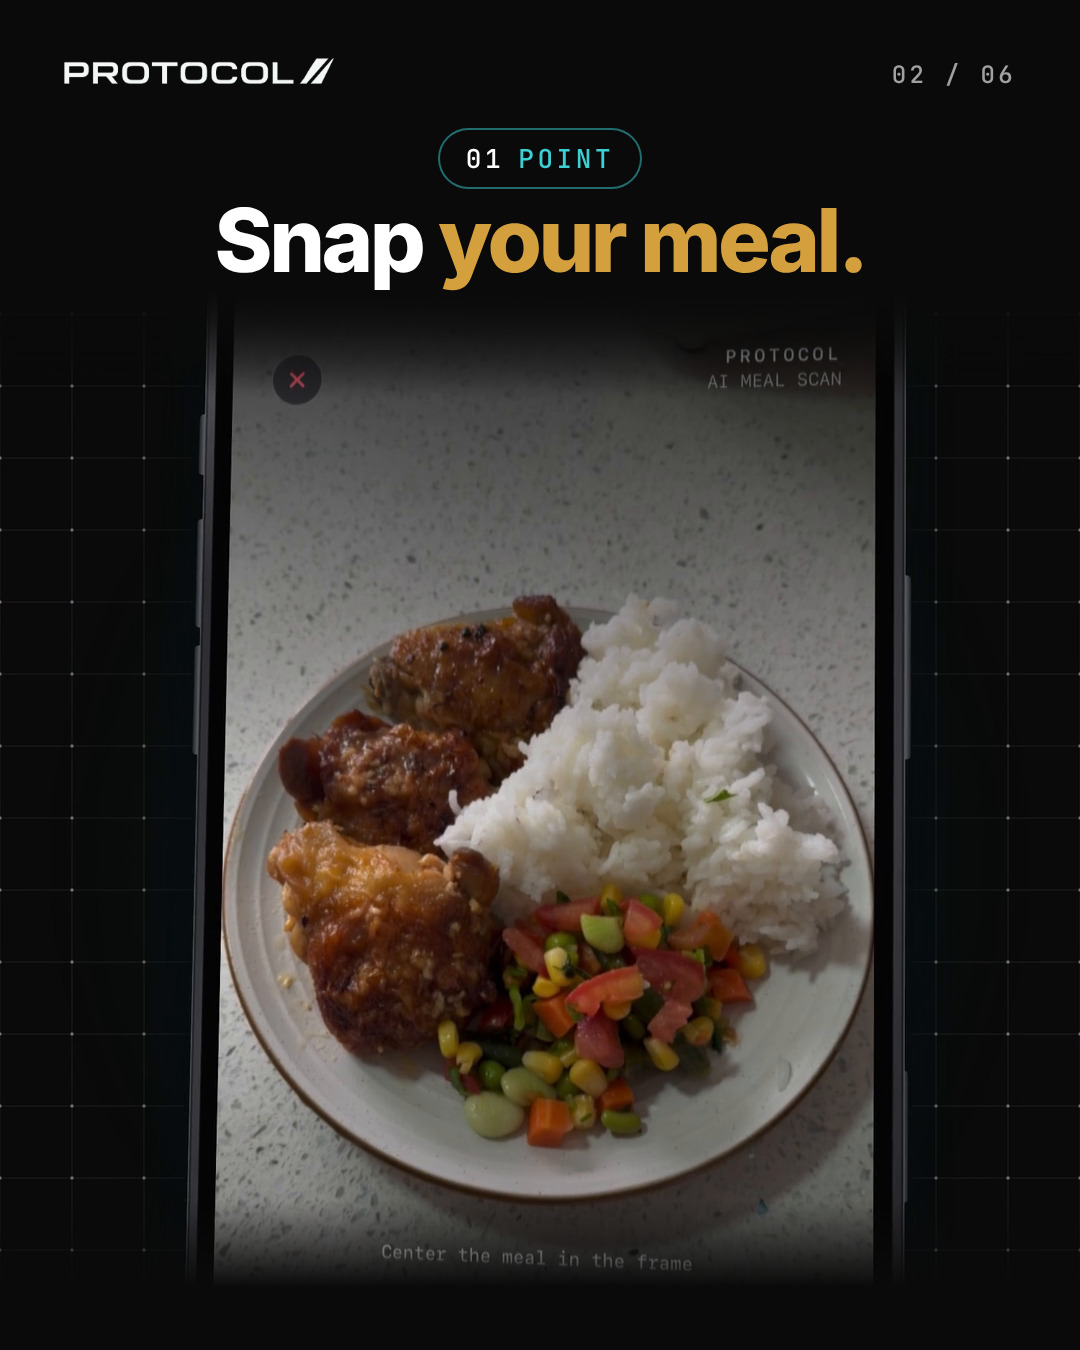 PROTOCOL
02 / 06
01 POINT
Snap your meal.
PROTOCOL
AI MEAL SCAN
Center the meal in the frame